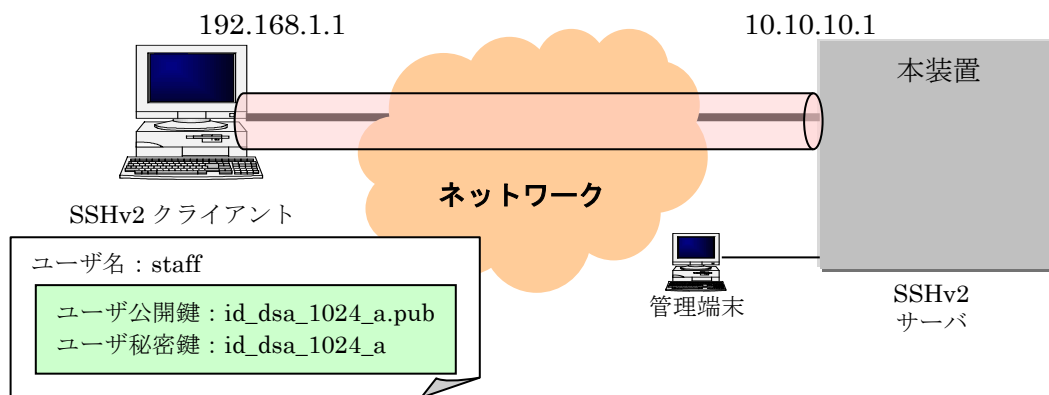 192.168.1.1
10.10.10.1
本装置
ネットワーク
SSHv2 クライアント
ユーザ名：staff
ユーザ公開鍵：id_dsa_1024_a.pub
ユーザ秘密鍵：id_dsa_1024_a
管理端末
SSHv2
サーバ